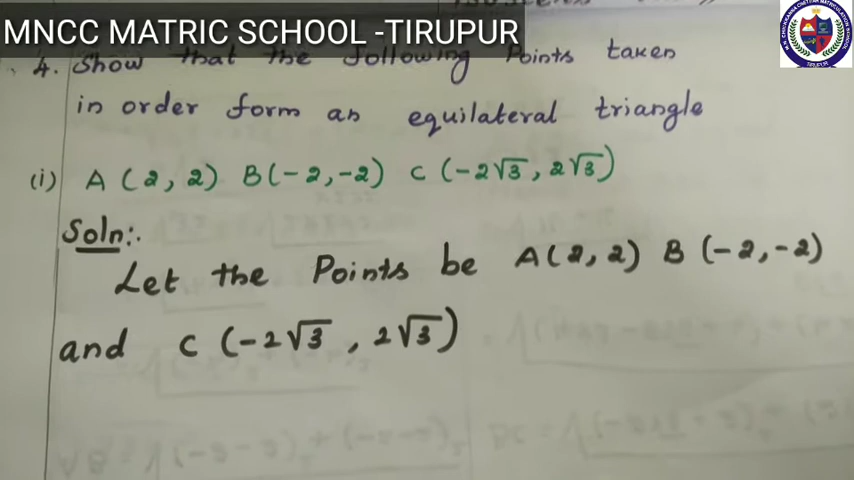 MNCC MATRIC SCHOOL -TIRUPUR
4. Show that the following Points taken
in order form an equilateral triangle
(i) A (2, 2) B(-2,-2) C (-2√3, 2√3)
Soln:.
Let the Points be A(2, 2) B (-2,-2)
and C (-2√3, 2√3)